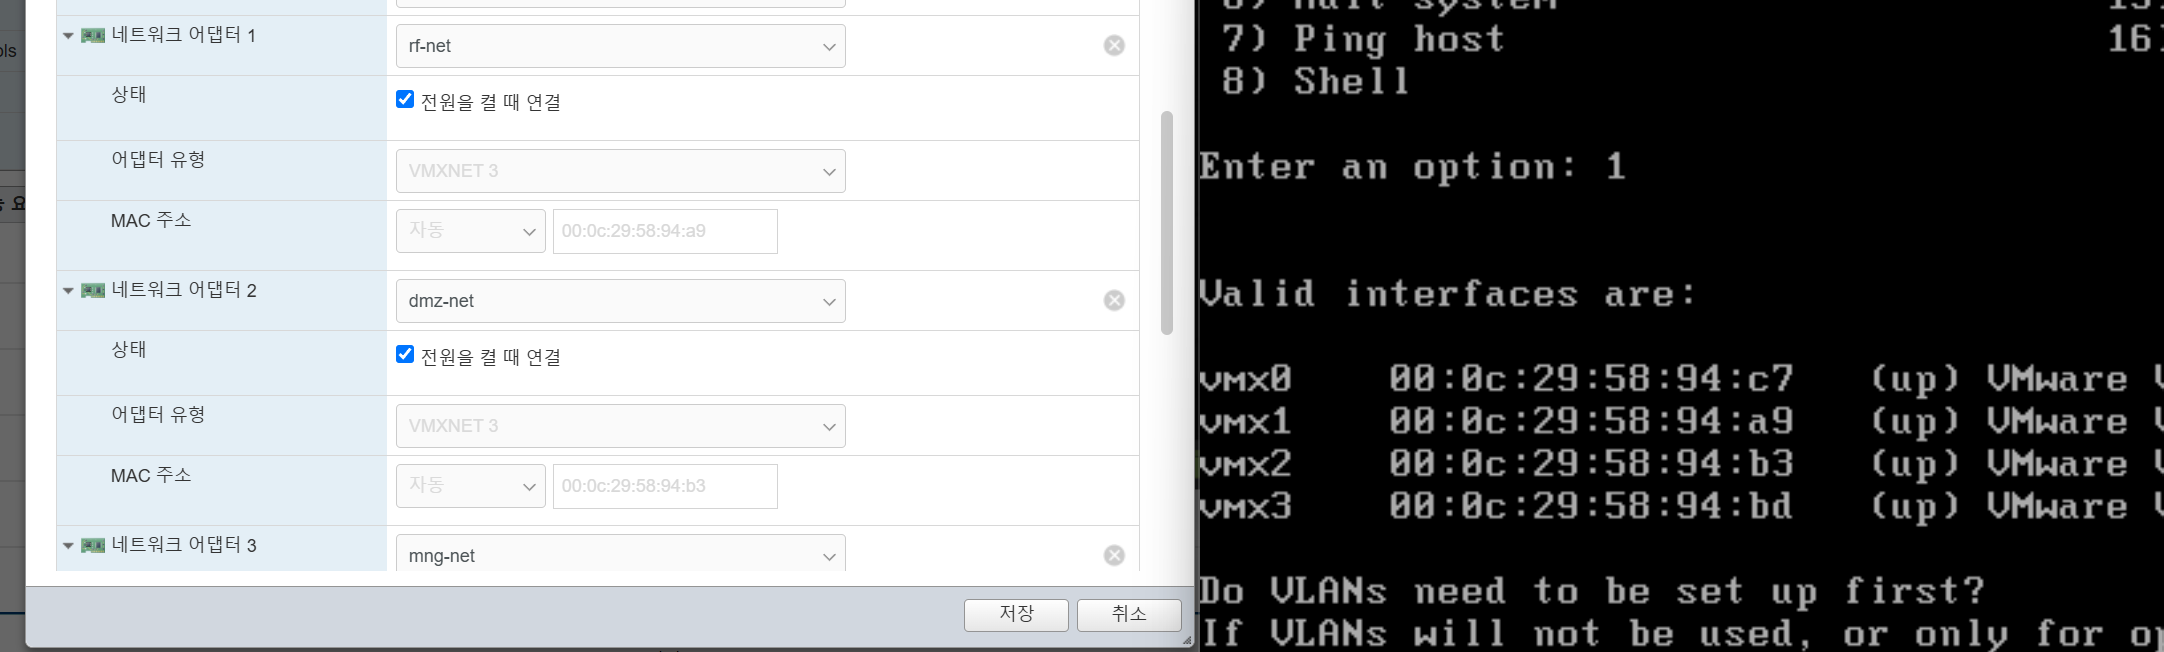 네트워크 어댑터 1
rf-net
상태
전원을 켤 때 연결
어댑터 유형
VMXNET 3
MAC 주소
자동
00:0c:29:58:94:a9
네트워크 어댑터 2
dmz-net
상태
전원을 켤 때 연결
어댑터 유형
VMXNET 3
MAC 주소
자동
00:0c:29:58:94:b3
네트워크 어댑터 3
mng-net
저장
취소
7) Ping host
8) Shell
Enter an option: 1
Valid interfaces are:
vmx0 00:0c:29:58:94:c7 (up) VMware
vmx1 00:0c:29:58:94:a9 (up) VMware
vmx2 00:0c:29:58:94:b3 (up) VMware
vmx3 00:0c:29:58:94:bd (up) VMware
Do VLANs need to be set up first?
If VLANs will not be used, or only for